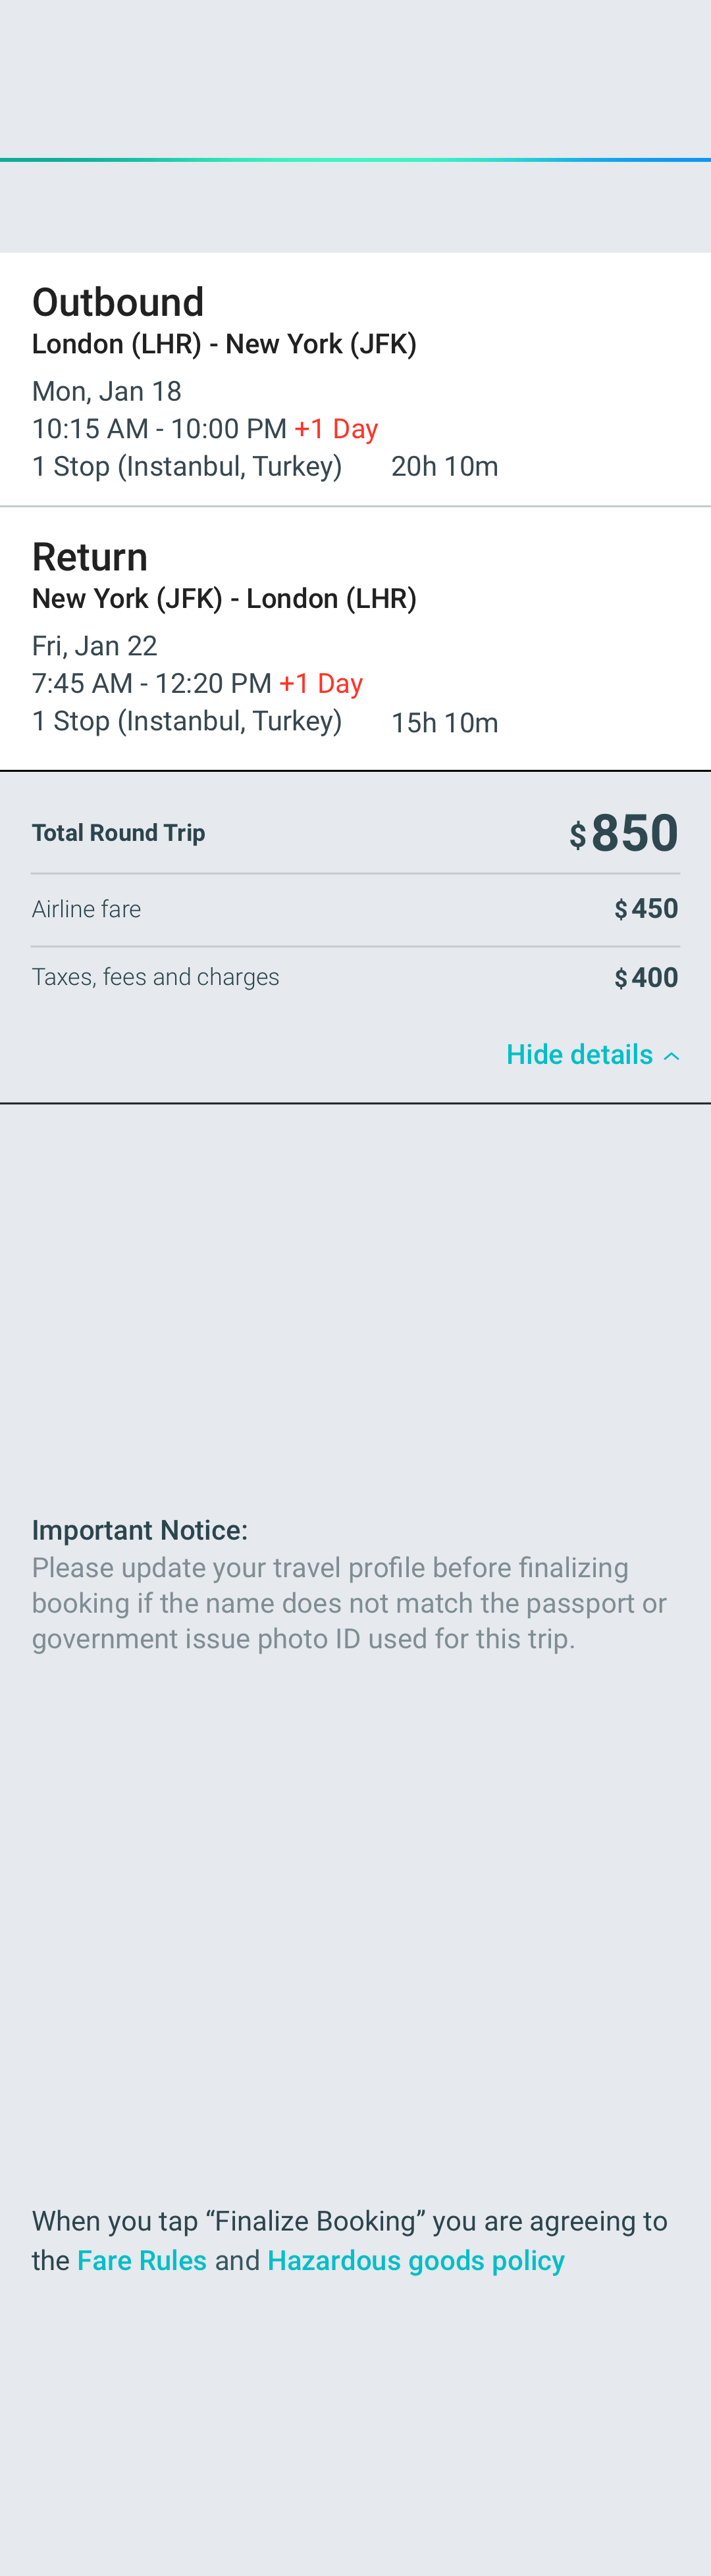 Outbound
London (LHR) - New York (JFK)
Mon, Jan 18
10:15 AM - 10:00 PM +1 Day
1 Stop (Instanbul, Turkey) 20h 10m
Return
New York (JFK) - London (LHR)
Fri, Jan 22
7:45 AM - 12:20 PM +1 Day
1 Stop (Instanbul, Turkey) 15h 10m
Total Round Trip $850
Airline fare $450
Taxes, fees and charges $400
Hide details
Important Notice:
Please update your travel profile before finalizing
booking if the name does not match the passport or
government issue photo ID used for this trip.
When you tap “Finalize Booking” you are agreeing to
the Fare Rules and Hazardous goods policy